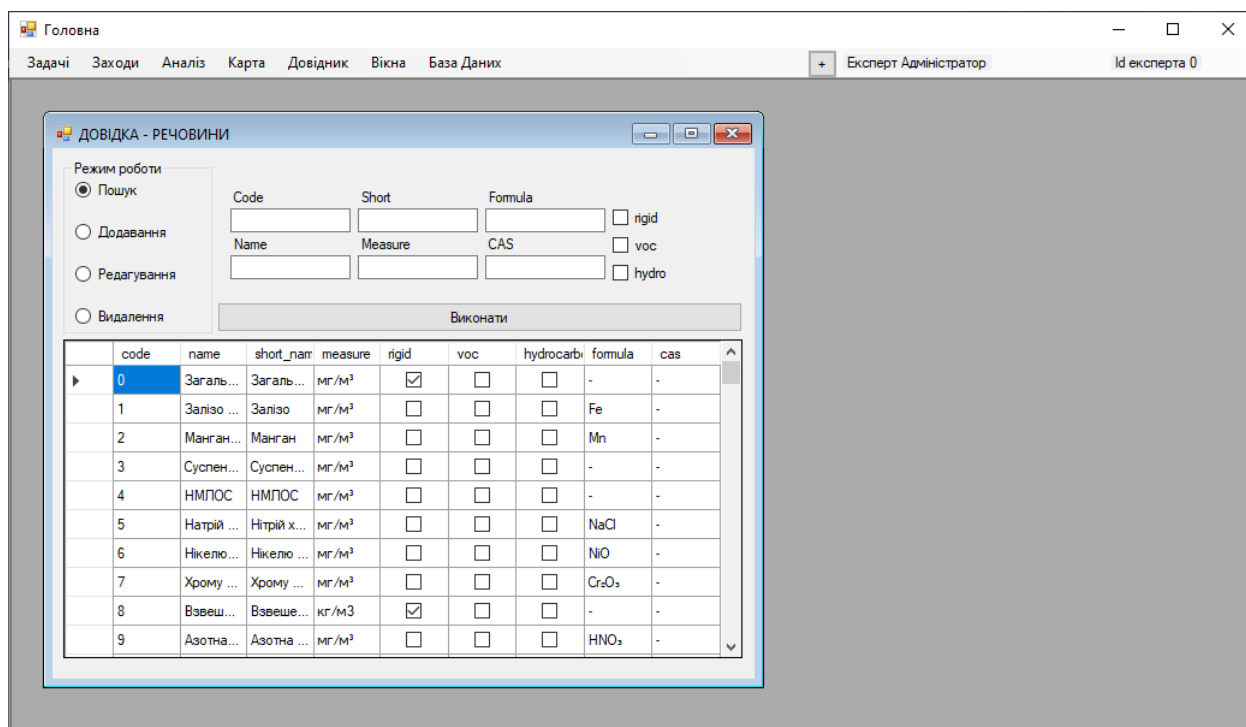 Головна
Задачі Заходи Аналіз Карта Довідник Вікна База Даних + Експерт Адміністратор Id експерта 0
ДОВІДКА - РЕЧОВИНИ
Режим роботи
Пошук
Додавання
Редагування
Видалення
Code Short Formula
rigid
Name Measure CAS
voc
hydro
Виконати
code name short_nam measure rigid voc hydrocarb formula cas
0 Загаль... Загаль... мг/м³ - -
1 Залізо ... Залізо мг/м³ Fe -
2 Манган... Манган мг/м³ Mn -
3 Суспен... Суспен... мг/м³ - -
4 НМЛОС НМЛОС мг/м³ - -
5 Натрій ... Нітрій х... мг/м³ NaCl -
6 Нікелю... Нікелю ... мг/м³ NiO -
7 Хрому ... Хрому ... мг/м³ Cr₂O₃ -
8 Взвеш... Взвеше... кг/м3 - -
9 Азотна... Азотна ... мг/м³ HNO₃ -